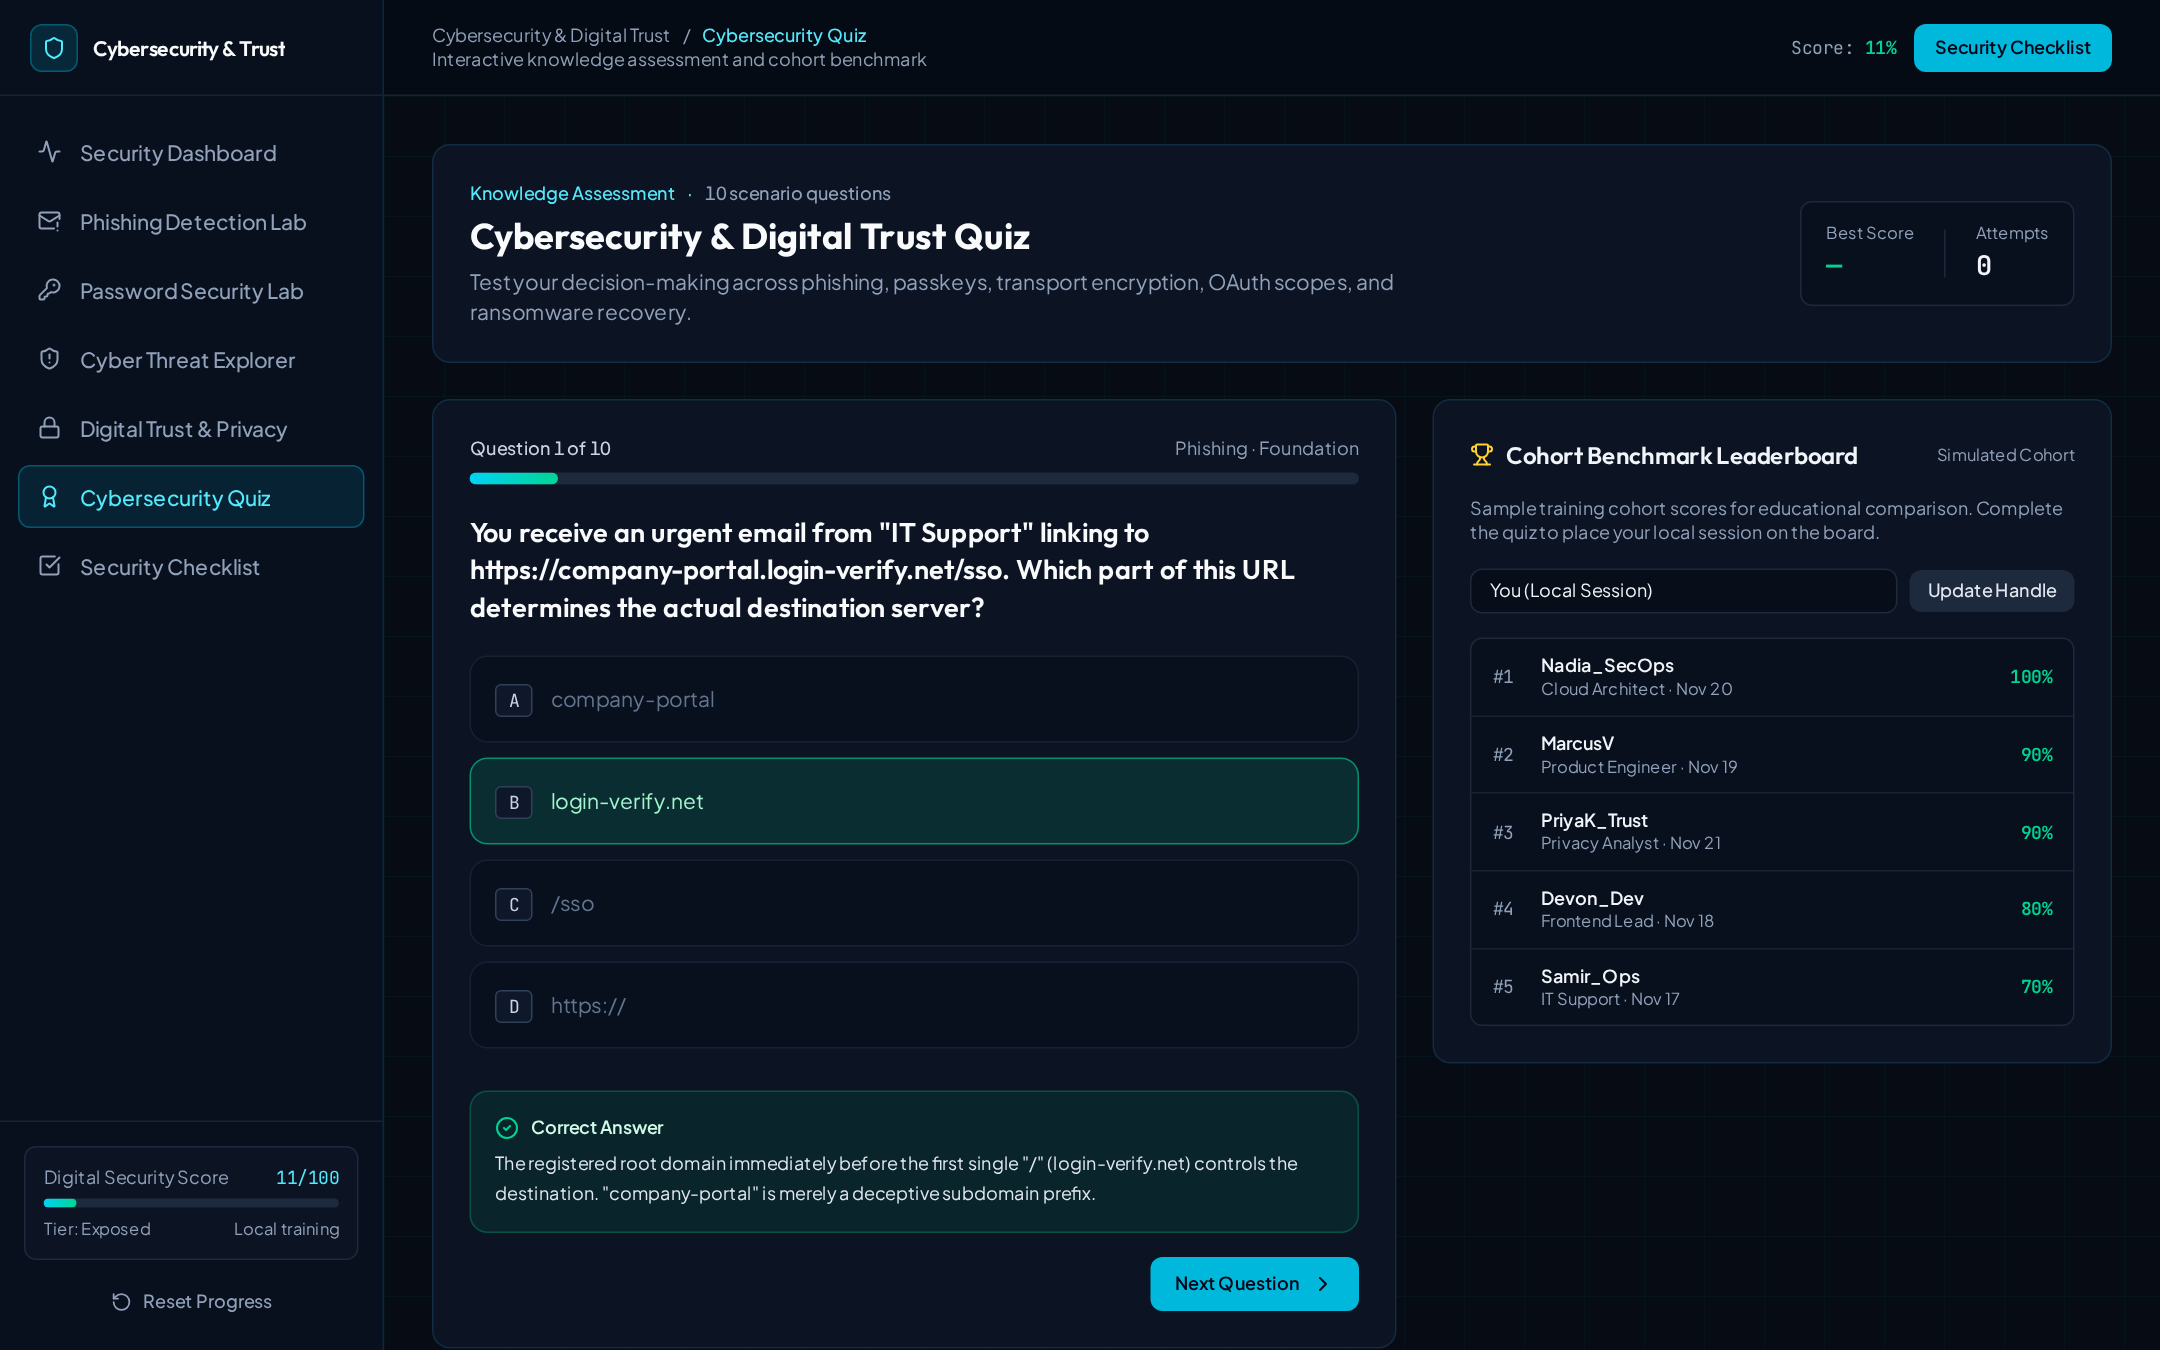 Cybersecurity & Trust
Security Dashboard
Phishing Detection Lab
Password Security Lab
Cyber Threat Explorer
Digital Trust & Privacy
Cybersecurity Quiz
Security Checklist
Digital Security Score 11/100
Tier: Exposed Local training
Reset Progress
Cybersecurity & Digital Trust / Cybersecurity Quiz
Interactive knowledge assessment and cohort benchmark
Score: 11%
Security Checklist
Knowledge Assessment · 10 scenario questions
Cybersecurity & Digital Trust Quiz
Test your decision-making across phishing, passkeys, transport encryption, OAuth scopes, and
ransomware recovery.
Best Score
–
Attempts
0
Question 1 of 10 Phishing · Foundation
You receive an urgent email from "IT Support" linking to
https://company-portal.login-verify.net/sso. Which part of this URL
determines the actual destination server?
A company-portal
B login-verify.net
C /sso
D https://
Correct Answer
The registered root domain immediately before the first single "/" (login-verify.net) controls the
destination. "company-portal" is merely a deceptive subdomain prefix.
Next Question
Cohort Benchmark Leaderboard Simulated Cohort
Sample training cohort scores for educational comparison. Complete
the quiz to place your local session on the board.
You (Local Session) Update Handle
#1 Nadia_SecOps 100%
Cloud Architect · Nov 20
#2 MarcusV 90%
Product Engineer · Nov 19
#3 PriyaK_Trust 90%
Privacy Analyst · Nov 21
#4 Devon_Dev 80%
Frontend Lead · Nov 18
#5 Samir_Ops 70%
IT Support · Nov 17